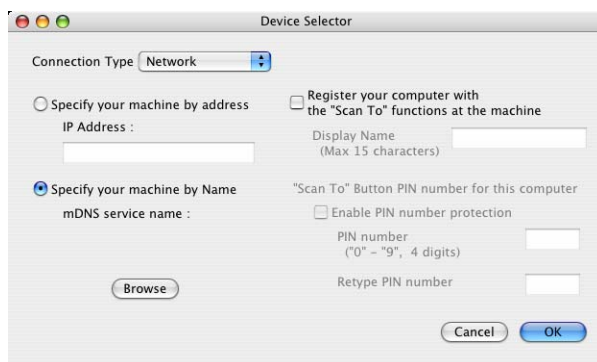 Device Selector
Connection Type Network
Specify your machine by address
IP Address :
Specify your machine by Name
mDNS service name :
Browse
Register your computer with
the "Scan To" functions at the machine
Display Name
(Max 15 characters)
"Scan To" Button PIN number for this computer
Enable PIN number protection
PIN number
("0" – "9", 4 digits)
Retype PIN number
Cancel OK